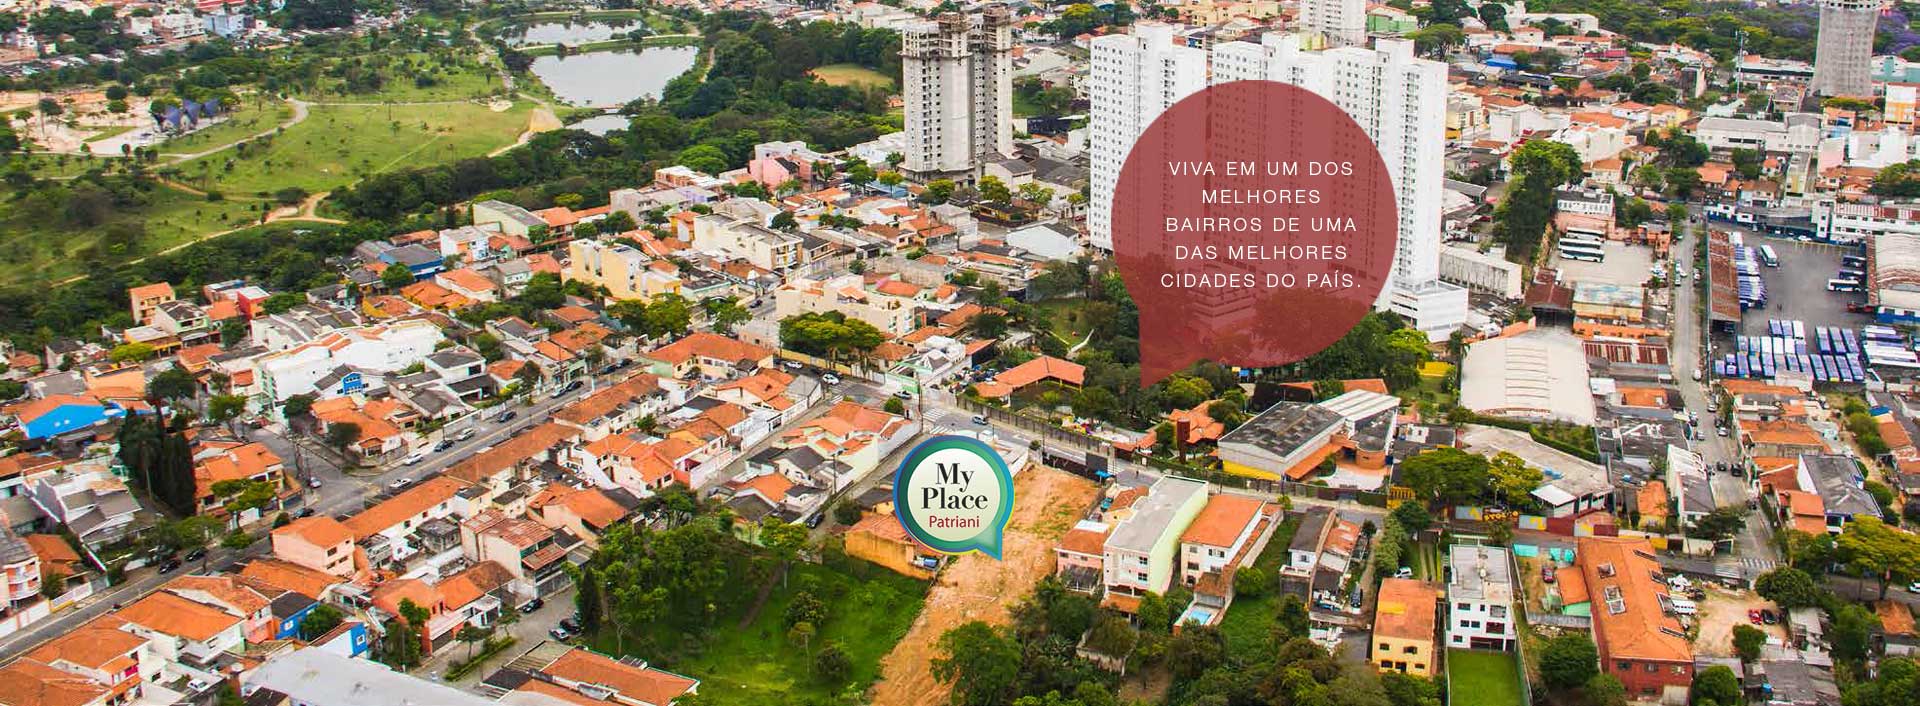 VIVA EM UM DOS
MELHORES
BAIRROS DE UMA
DAS MELHORES
CIDADES DO PAÍS.
My
Place
Patriani